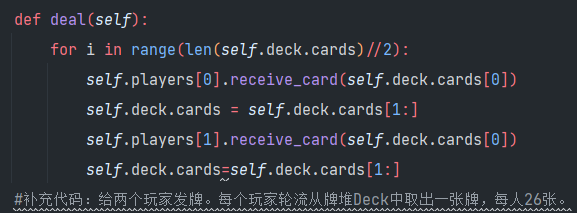 def deal(self):
    for i in range(len(self.deck.cards)//2):
        self.players[0].receive_card(self.deck.cards[0])
        self.deck.cards = self.deck.cards[1:]
        self.players[1].receive_card(self.deck.cards[0])
        self.deck.cards=self.deck.cards[1:]
#补充代码：给两个玩家发牌。每个玩家轮流从牌堆Deck中取出一张牌，每人26张。